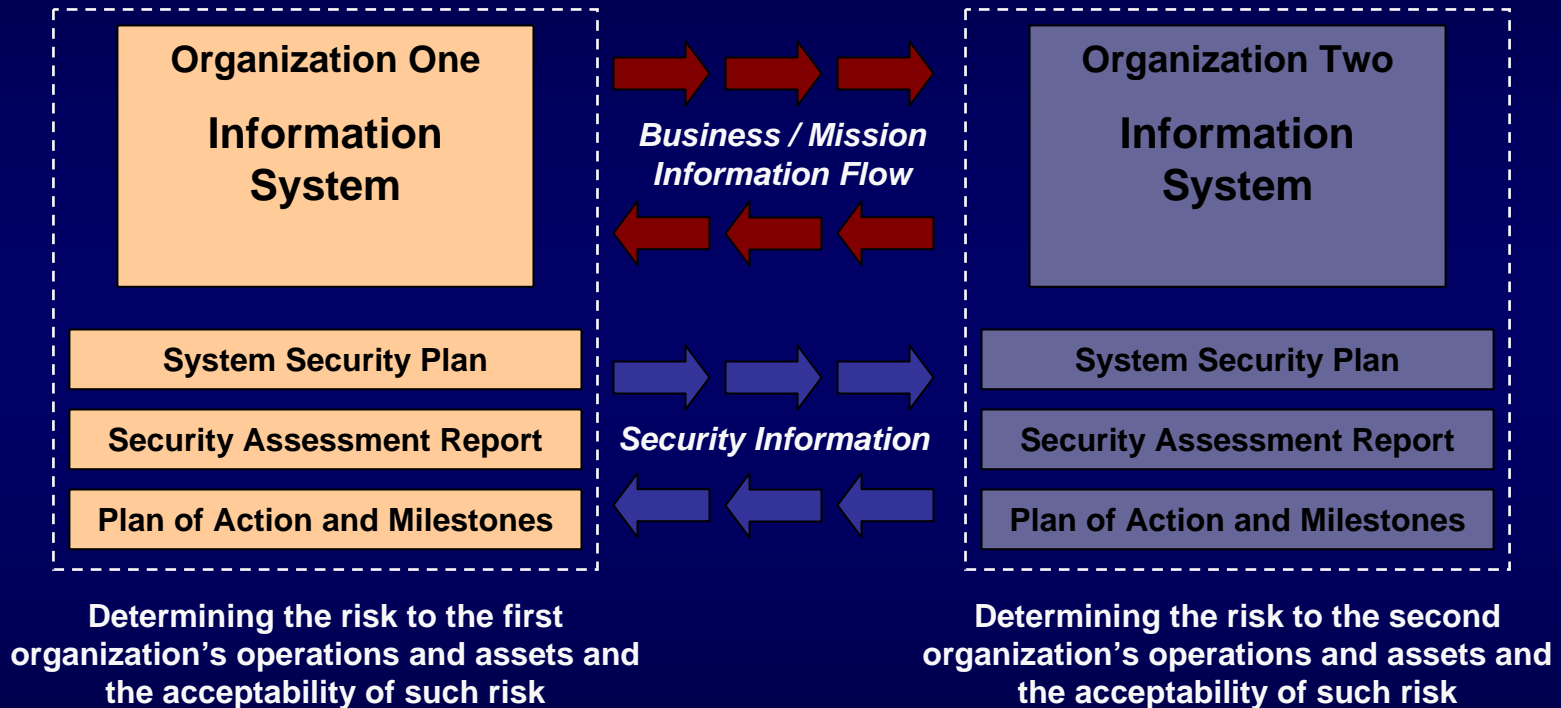 Organization One
Information
System
System Security Plan
Security Assessment Report
Plan of Action and Milestones
Determining the risk to the first
organization’s operations and assets and
the acceptability of such risk
Business / Mission
Information Flow
Security Information
Organization Two
Information
System
System Security Plan
Security Assessment Report
Plan of Action and Milestones
Determining the risk to the second
organization’s operations and assets and
the acceptability of such risk